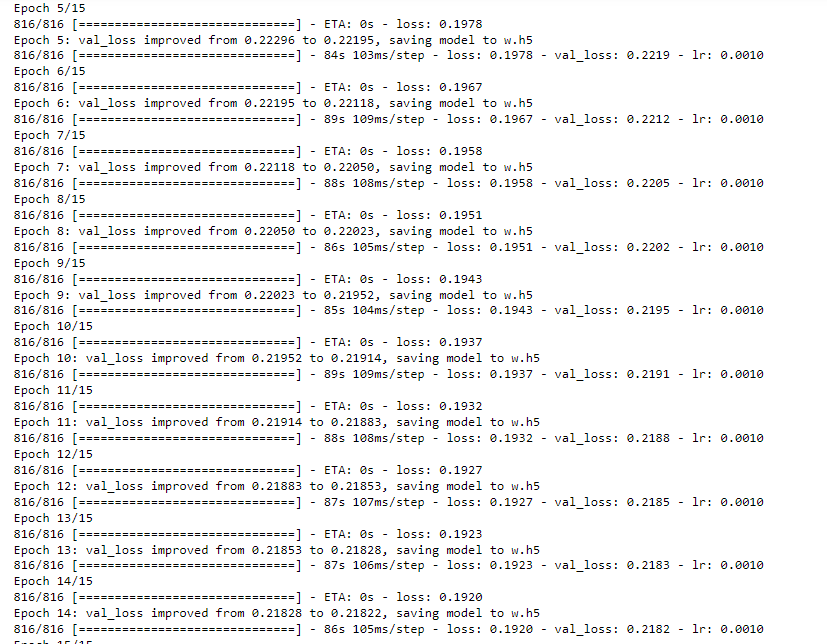 Epoch 5/15
816/816 [==============================] - ETA: 0s - loss: 0.1978
Epoch 5: val_loss improved from 0.22296 to 0.22195, saving model to w.h5
816/816 [==============================] - 84s 103ms/step - loss: 0.1978 - val_loss: 0.2219 - lr: 0.0010
Epoch 6/15
816/816 [==============================] - ETA: 0s - loss: 0.1967
Epoch 6: val_loss improved from 0.22195 to 0.22118, saving model to w.h5
816/816 [==============================] - 89s 109ms/step - loss: 0.1967 - val_loss: 0.2212 - lr: 0.0010
Epoch 7/15
816/816 [==============================] - ETA: 0s - loss: 0.1958
Epoch 7: val_loss improved from 0.22118 to 0.22050, saving model to w.h5
816/816 [==============================] - 88s 108ms/step - loss: 0.1958 - val_loss: 0.2205 - lr: 0.0010
Epoch 8/15
816/816 [==============================] - ETA: 0s - loss: 0.1951
Epoch 8: val_loss improved from 0.22050 to 0.22023, saving model to w.h5
816/816 [==============================] - 86s 105ms/step - loss: 0.1951 - val_loss: 0.2202 - lr: 0.0010
Epoch 9/15
816/816 [==============================] - ETA: 0s - loss: 0.1943
Epoch 9: val_loss improved from 0.22023 to 0.21952, saving model to w.h5
816/816 [==============================] - 85s 104ms/step - loss: 0.1943 - val_loss: 0.2195 - lr: 0.0010
Epoch 10/15
816/816 [==============================] - ETA: 0s - loss: 0.1937
Epoch 10: val_loss improved from 0.21952 to 0.21914, saving model to w.h5
816/816 [==============================] - 89s 109ms/step - loss: 0.1937 - val_loss: 0.2191 - lr: 0.0010
Epoch 11/15
816/816 [==============================] - ETA: 0s - loss: 0.1932
Epoch 11: val_loss improved from 0.21914 to 0.21883, saving model to w.h5
816/816 [==============================] - 88s 108ms/step - loss: 0.1932 - val_loss: 0.2188 - lr: 0.0010
Epoch 12/15
816/816 [==============================] - ETA: 0s - loss: 0.1927
Epoch 12: val_loss improved from 0.21883 to 0.21853, saving model to w.h5
816/816 [==============================] - 87s 107ms/step - loss: 0.1927 - val_loss: 0.2185 - lr: 0.0010
Epoch 13/15
816/816 [==============================] - ETA: 0s - loss: 0.1923
Epoch 13: val_loss improved from 0.21853 to 0.21828, saving model to w.h5
816/816 [==============================] - 87s 106ms/step - loss: 0.1923 - val_loss: 0.2183 - lr: 0.0010
Epoch 14/15
816/816 [==============================] - ETA: 0s - loss: 0.1920
Epoch 14: val_loss improved from 0.21828 to 0.21822, saving model to w.h5
816/816 [==============================] - 86s 105ms/step - loss: 0.1920 - val_loss: 0.2182 - lr: 0.0010